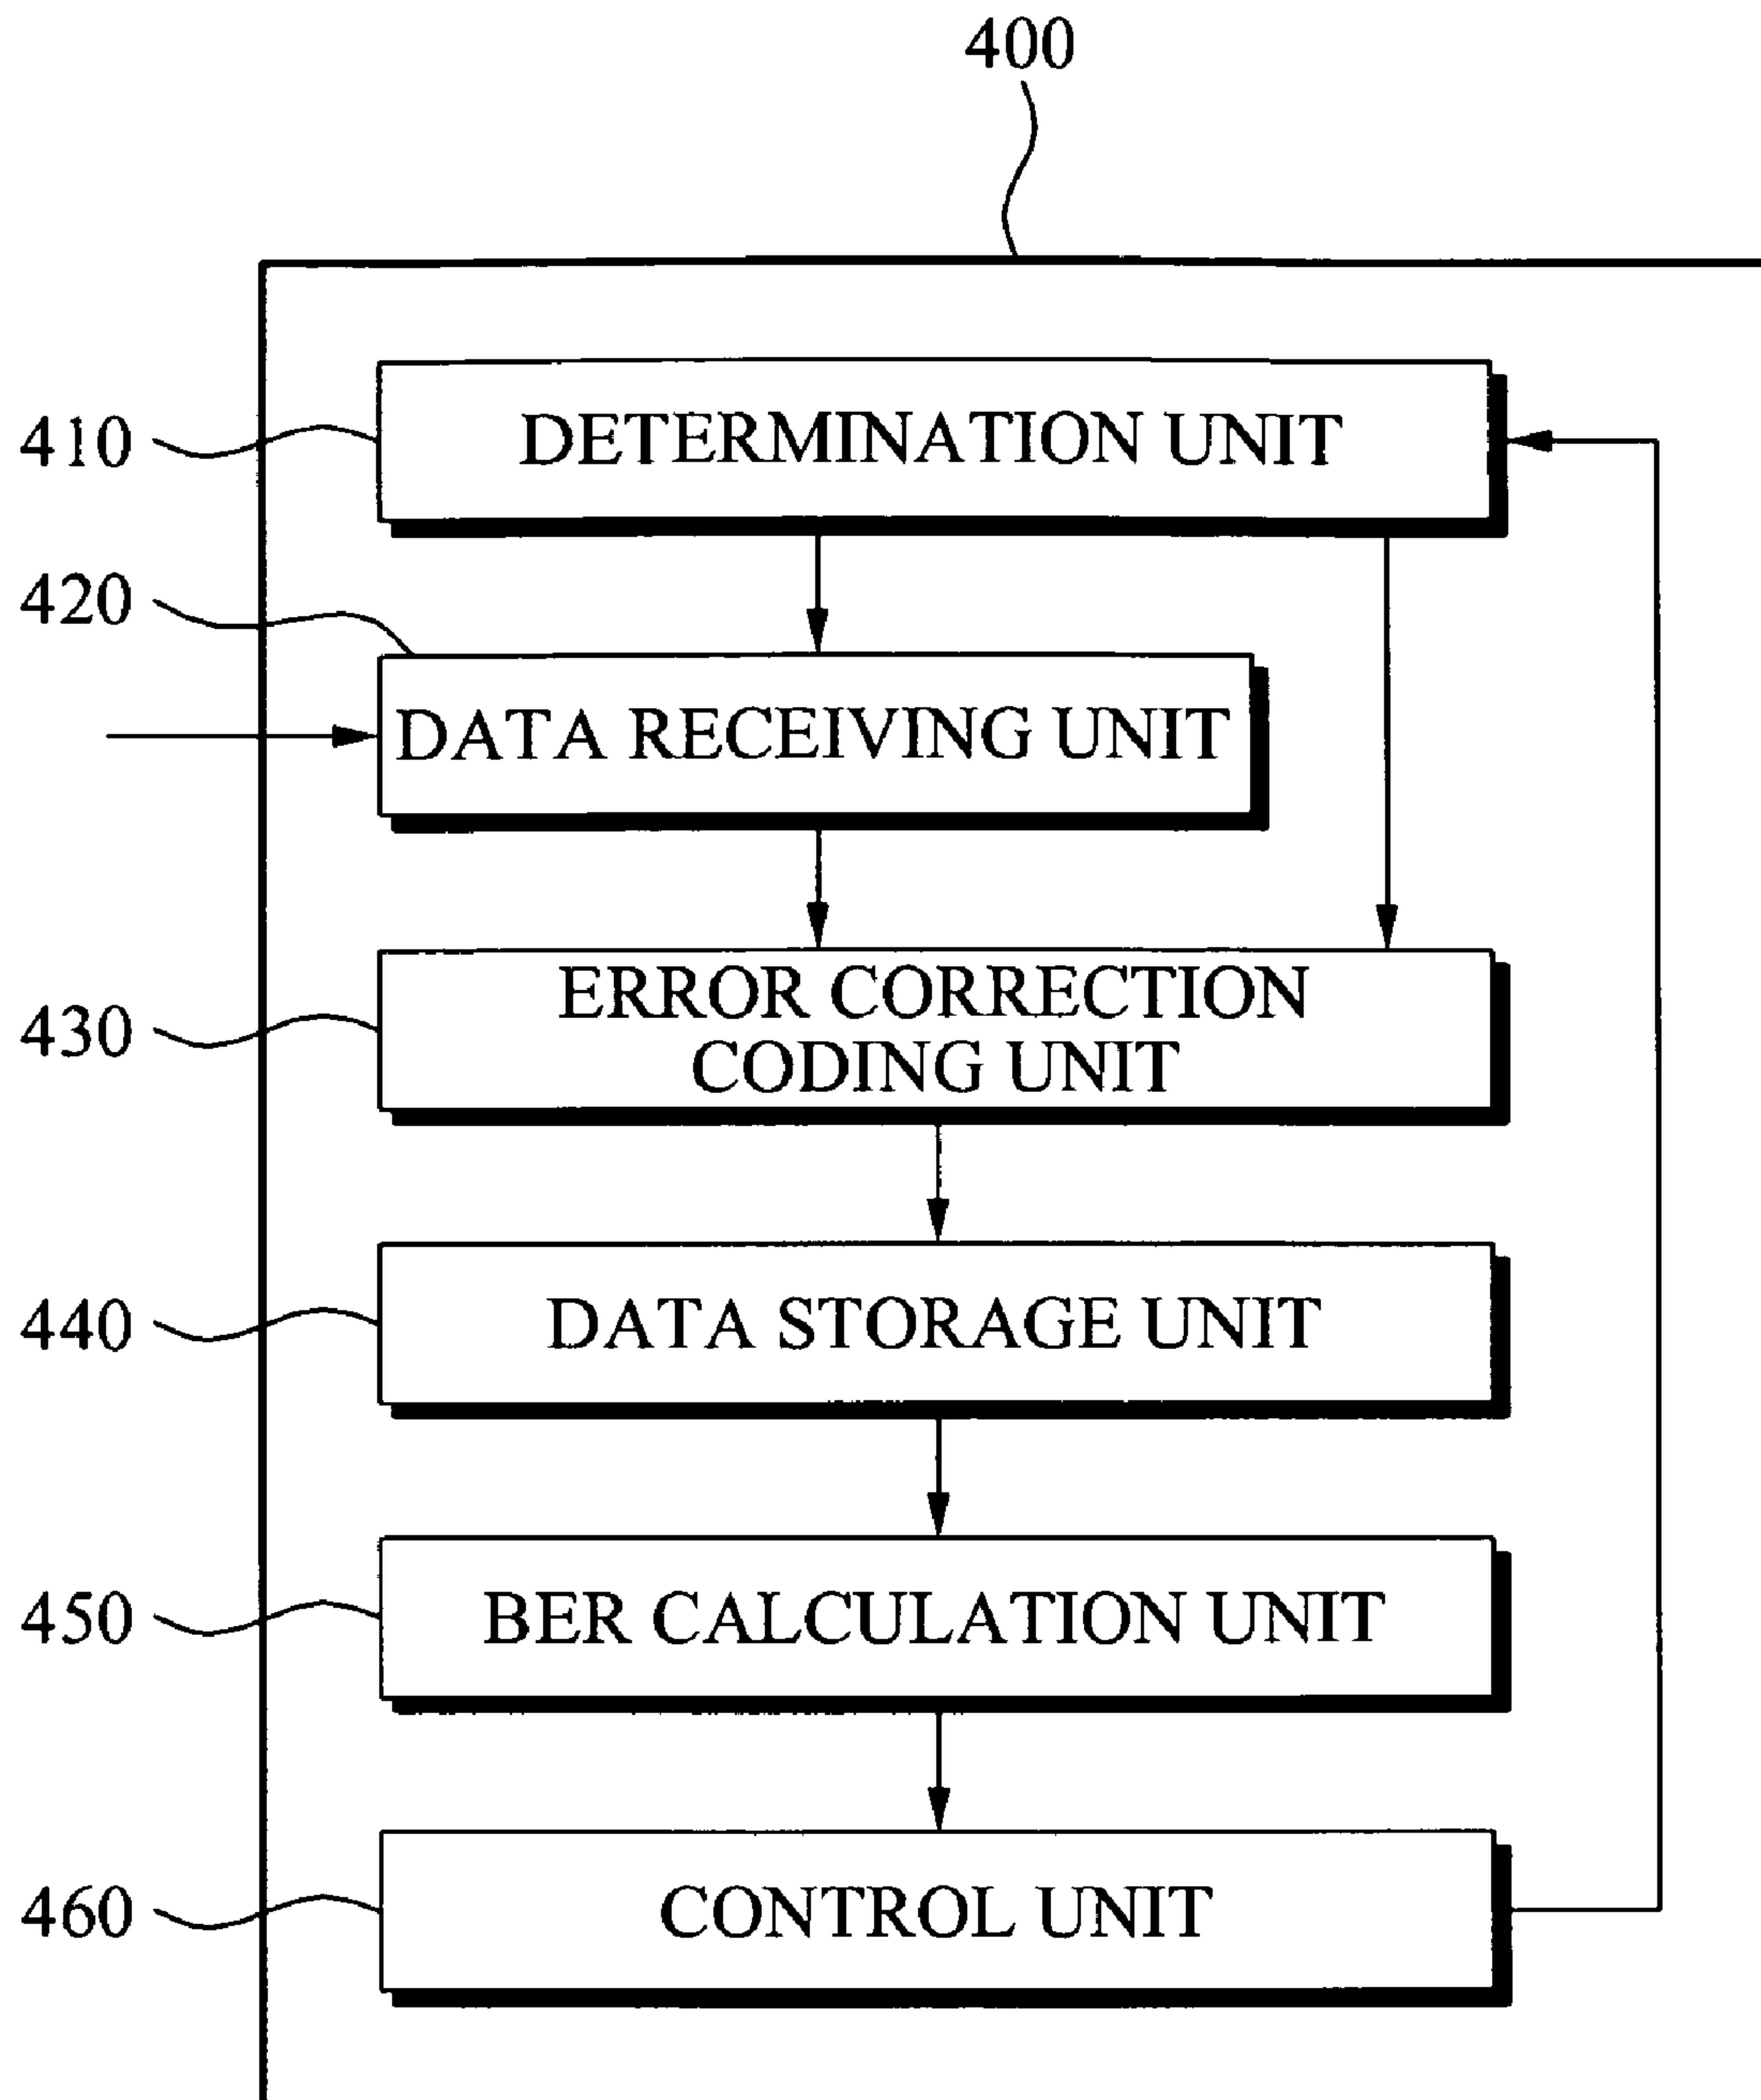 400
410
DETERMINATION UNIT
420
DATA RECEIVING UNIT
430
ERROR CORRECTION
CODING UNIT
440
DATA STORAGE UNIT
450
BER CALCULATION UNIT
460
CONTROL UNIT